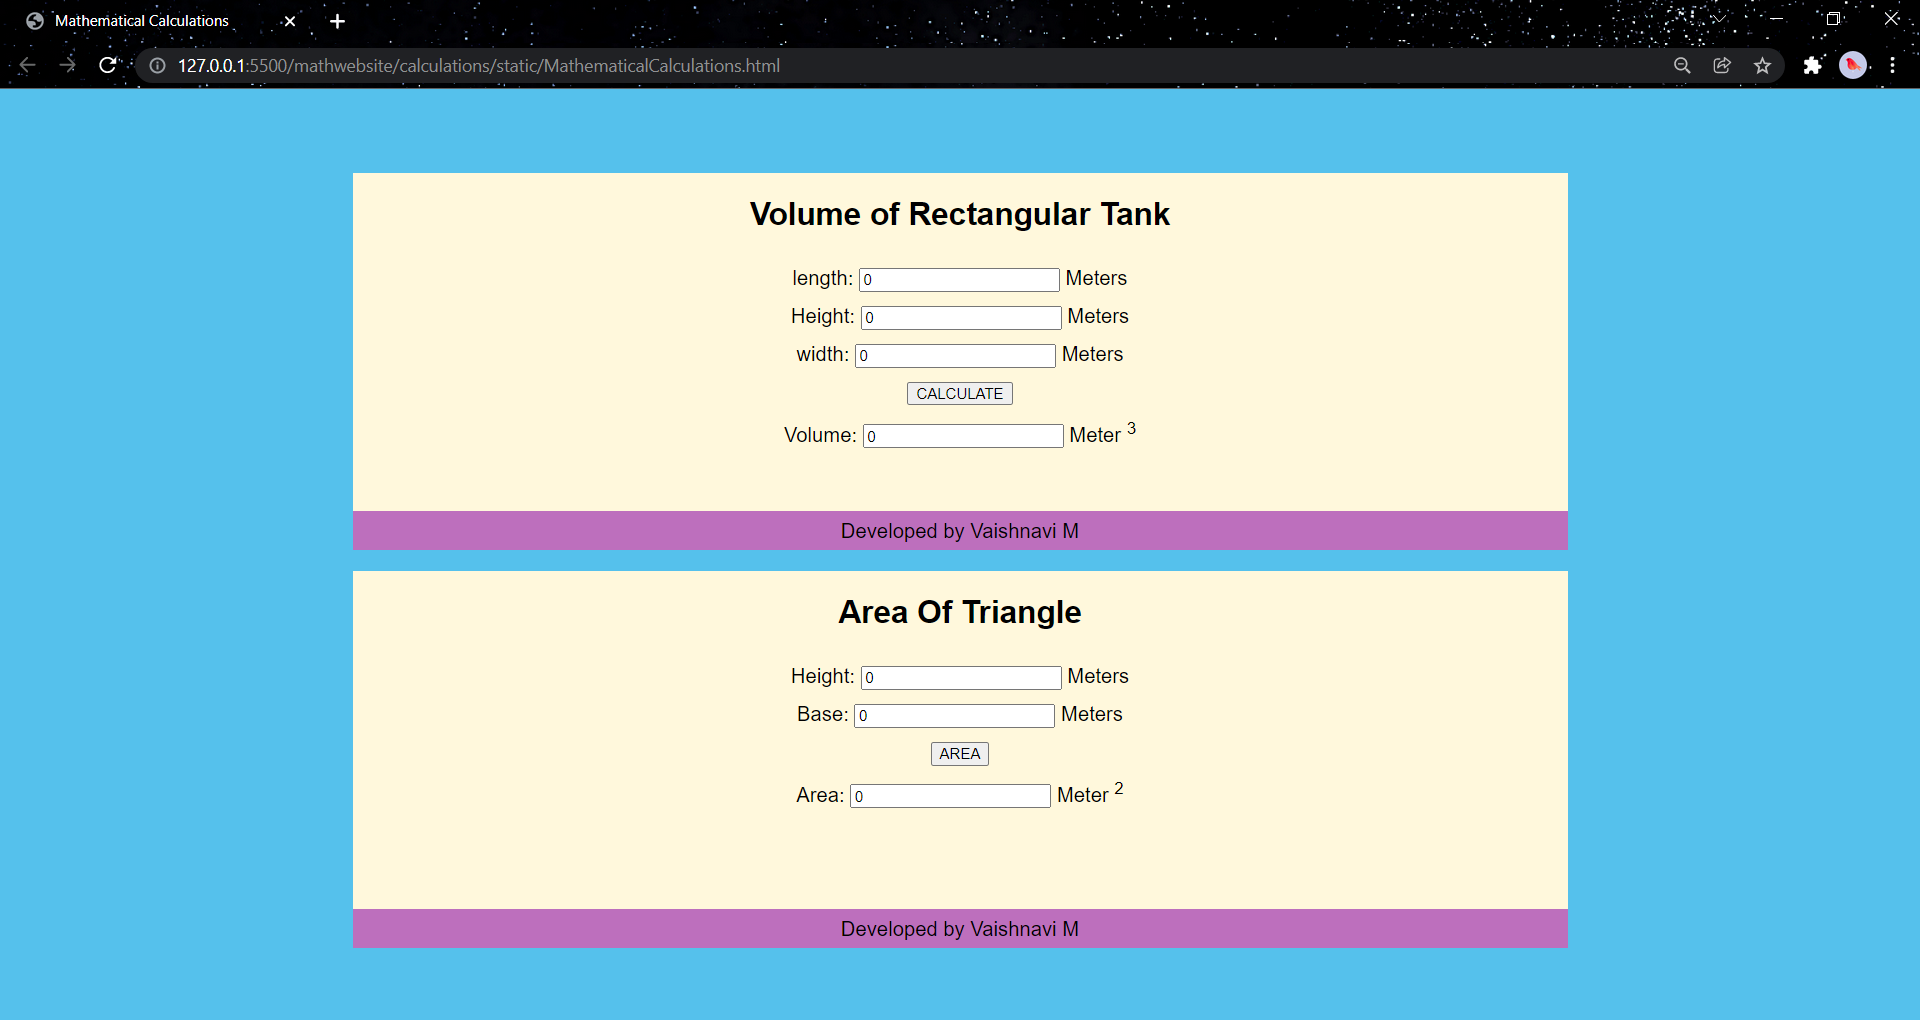 Mathematical Calculations
127.0.0.1:5500/mathwebsite/calculations/static/MathematicalCalculations.html
Volume of Rectangular Tank
length: 0 Meters
Height: 0 Meters
width: 0 Meters
CALCULATE
Volume: 0 Meter 3
Developed by Vaishnavi M
Area Of Triangle
Height: 0 Meters
Base: 0 Meters
AREA
Area: 0 Meter 2
Developed by Vaishnavi M